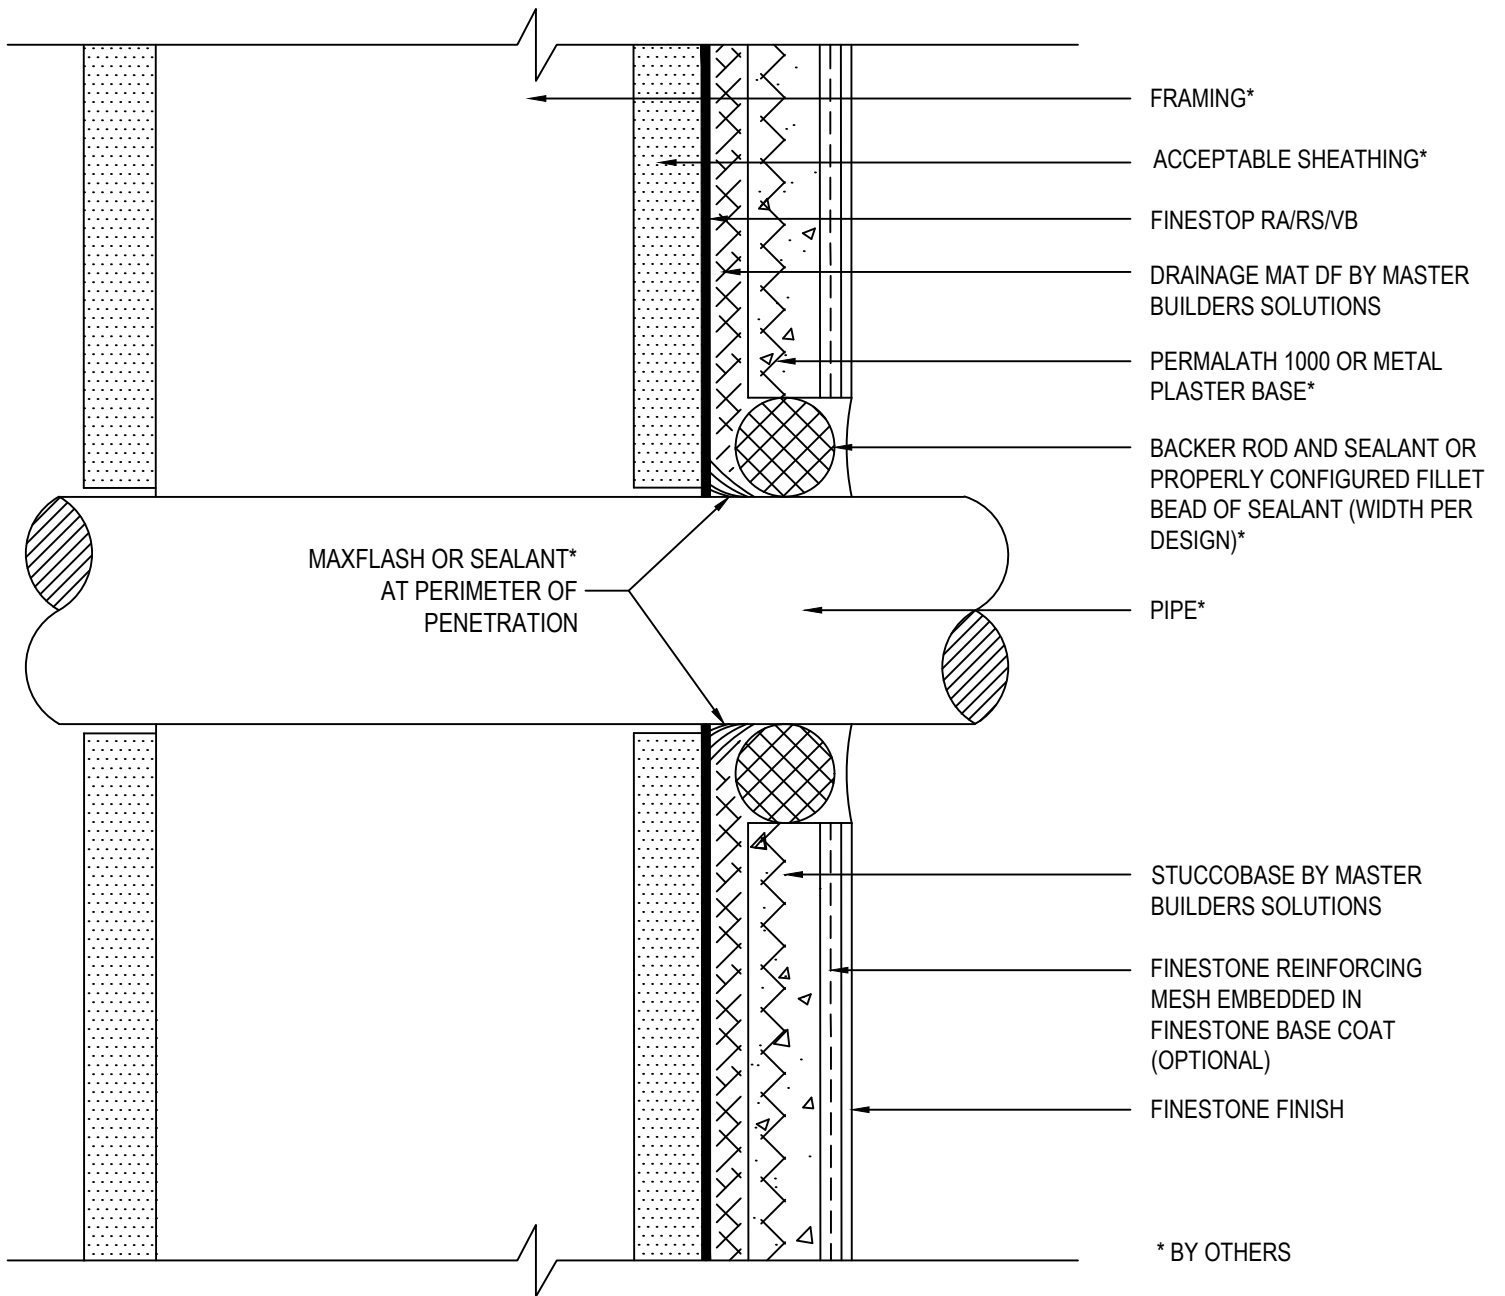 FRAMING*
ACCEPTABLE SHEATHING*
FINESTOP RA/RS/VB
DRAINAGE MAT DF BY MASTER
BUILDERS SOLUTIONS
PERMALATH 1000 OR METAL
PLASTER BASE*
BACKER ROD AND SEALANT OR
PROPERLY CONFIGURED FILLET
BEAD OF SEALANT (WIDTH PER
DESIGN)*
MAXFLASH OR SEALANT*
AT PERIMETER OF
PENETRATION
PIPE*
STUCCOBASE BY MASTER
BUILDERS SOLUTIONS
FINESTONE REINFORCING
MESH EMBEDDED IN
FINESTONE BASE COAT
(OPTIONAL)
FINESTONE FINISH
* BY OTHERS